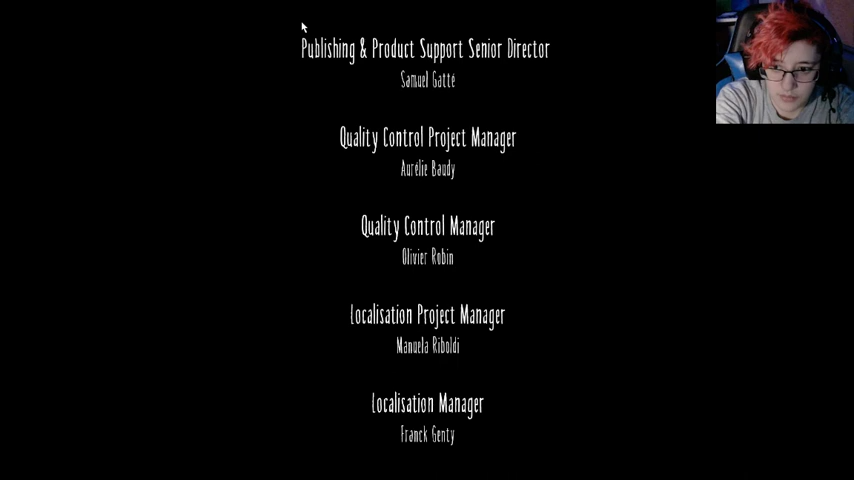 Publishing & Product Support Senior Director
Samuel Gatté
Quality Control Project Manager
Aurélie Baudy
Quality Control Manager
Olivier Robin
Localisation Project Manager
Manuela Riboldi
Localisation Manager
Franck Genty